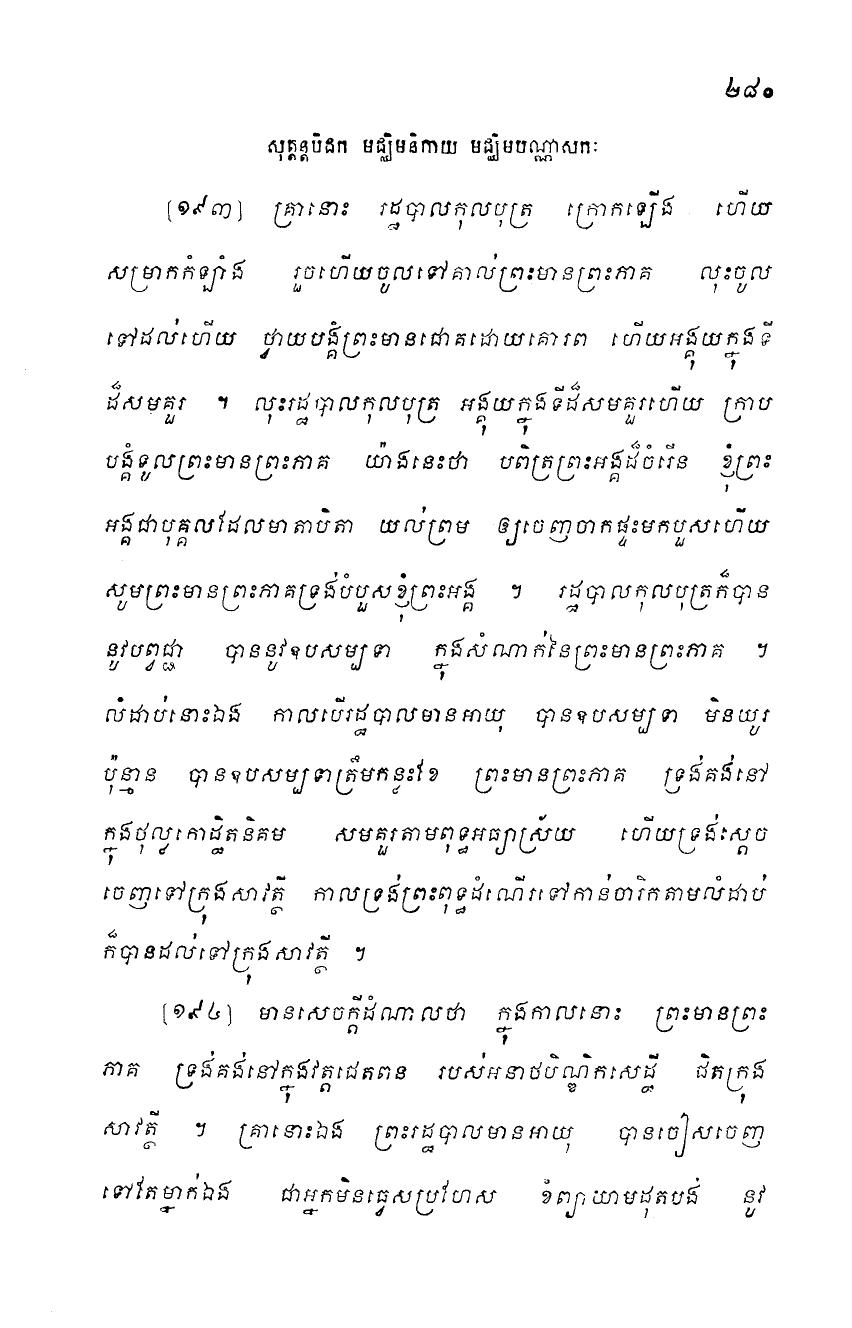 ២៨០
សុត្តន្តបិដក មជ្ឈិមនិកាយ មជ្ឈិមបណ្ណាសកៈ
[១៩៣] គ្រានោះ រដ្ឋបាលកុលបុត្រ ក្រោកឡើង ហើយ
សម្រាកកំឡាំង រួចហើយចូលទៅគាល់ព្រះមានព្រះភាគ លុះចូល
ទៅដល់ហើយ ថ្វាយបង្គំព្រះមានជោគដោយគោរព ហើយអង្គុយក្នុងទី
ដ៏សមគួរ ។ លុះរដ្ឋបាលកុលបុត្រ អង្គុយក្នុងទីដ៏សមគួរហើយ ក្រាប
បង្គំទូលព្រះមានព្រះភាគ យ៉ាងនេះថា បពិត្រព្រះអង្គដ៏ចំរើន ខ្ញុំព្រះ
អង្គជាបុគ្គលដែលមាតាបិតា យល់ព្រម ឲ្យចេញចាកផ្ទះមកបួសហើយ
សូមព្រះមានព្រះភាគទ្រង់បំបួសខ្ញុំព្រះអង្គ ។ រដ្ឋបាលកុលបុត្រក៏បាន
នូវបព្វជ្ជា បាននូវឧបសម្បទា ក្នុងសំណាក់នៃព្រះមានព្រះភាគ ។
លំដាប់នោះឯង កាលបើរដ្ឋបាលមានអាយុ បានឧបសម្បទា មិនយូរ
ប៉ុន្មាន បានឧបសម្បទាត្រឹមកន្លះខែ ព្រះមានព្រះភាគ ទ្រង់គង់នៅ
ក្នុងថុល្លកោដ្ឋិតនិគម សមគួរតាមពុទ្ធអធ្យាស្រ័យ ហើយទ្រង់ស្តេច
ចេញទៅក្រុងសាវត្ថី កាលទ្រង់ព្រះពុទ្ធដំណើរទៅកាន់ចារិកតាមលំដាប់
ក៏បានដល់ទៅក្រុងសាវត្ថី ។
[១៩៤] មានសេចក្តីដំណាលថា ក្នុងកាលនោះ ព្រះមានព្រះ
ភាគ ទ្រង់គង់នៅក្នុងវត្តជេតពន របស់អនាថបិណ្ឌិកសេដ្ឋី ជិតក្រុង
សាវត្ថី ។ គ្រានោះឯង ព្រះរដ្ឋបាលមានអាយុ បានចៀសចេញ
ទៅតែម្នាក់ឯង ជាអ្នកមិនធ្វេសប្រហែស ខំព្យាយាមដុតបង់ នូវ